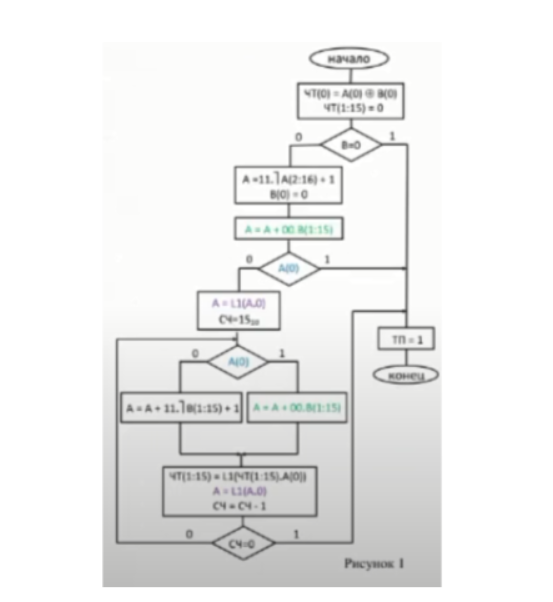 начало
ЧТ(0) = A(0) ⊕ B(0)
ЧТ(1:15) = 0
0
B=0
1
A =11.⌉A(2:16) + 1
B(0) = 0
A = A + 00.B(1:15)
0
A(0)
1
A = L1(A.0)
СЧ=15₁₀
ТП = 1
0
A(0)
1
конец
A = A + 11.⌉B(1:15) + 1
A = A + 00.B(1:15)
ЧТ(1:15) = L1(ЧТ(1:15).A(0))
A = L1(A.0)
СЧ = СЧ - 1
0
СЧ=0
1
Рисунок 1